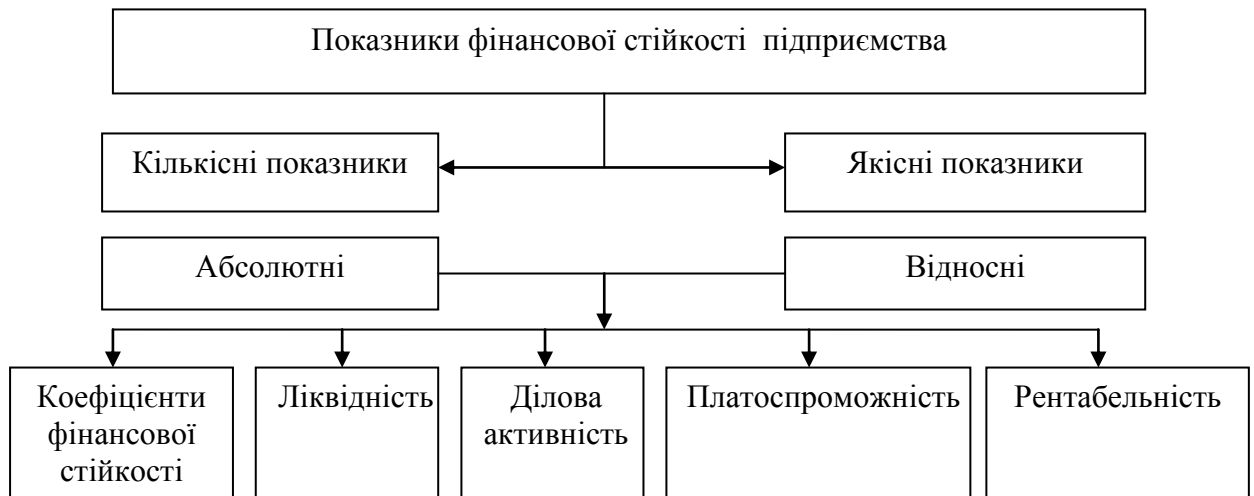 Показники фінансової стійкості підприємства
Кількісні показники
Якісні показники
Абсолютні
Відносні
Коефіцієнти
фінансової
стійкості
Ліквідність
Ділова
активність
Платоспроможність
Рентабельність